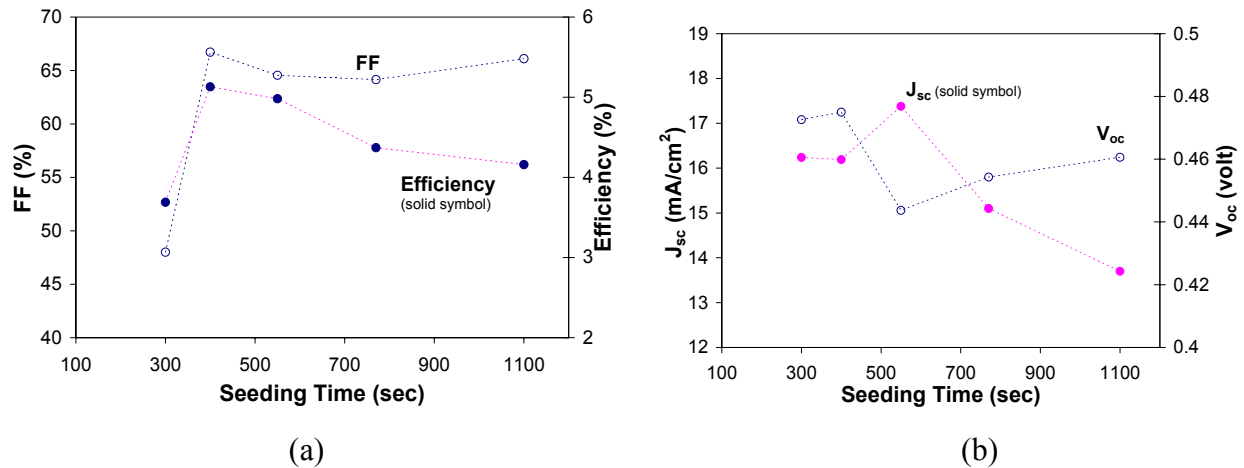 70
65
60
55
50
45
40
FF (%)
6
5
4
3
2
Efficiency (%)
FF
Efficiency
(solid symbol)
100 300 500 700 900 1100
Seeding Time (sec)
(a)
19
18
17
16
15
14
13
12
Jsc (mA/cm²)
0.5
0.48
0.46
0.44
0.42
0.4
Voc (volt)
Jsc (solid symbol)
Voc
100 300 500 700 900 1100
Seeding Time (sec)
(b)